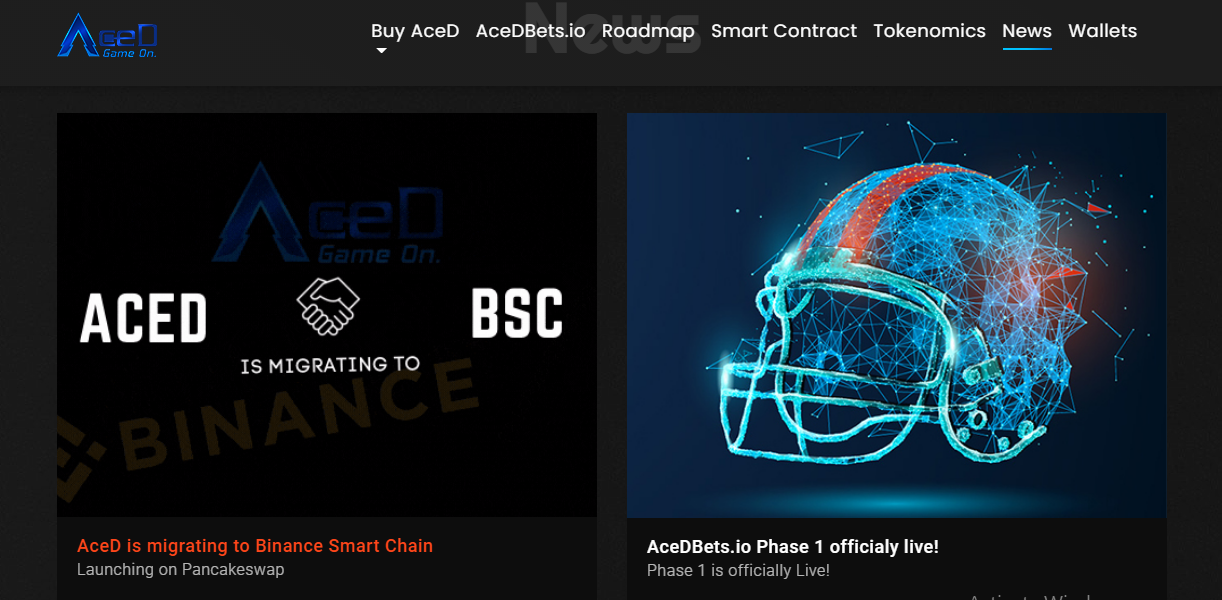 AceD
Game On.
Buy AceD AceDBets.io Roadmap Smart Contract Tokenomics News Wallets
News
AceD
Game On.
ACED
BSC
IS MIGRATING TO
BINANCE
AceD is migrating to Binance Smart Chain
Launching on Pancakeswap
AceDBets.io Phase 1 officialy live!
Phase 1 is officially Live!